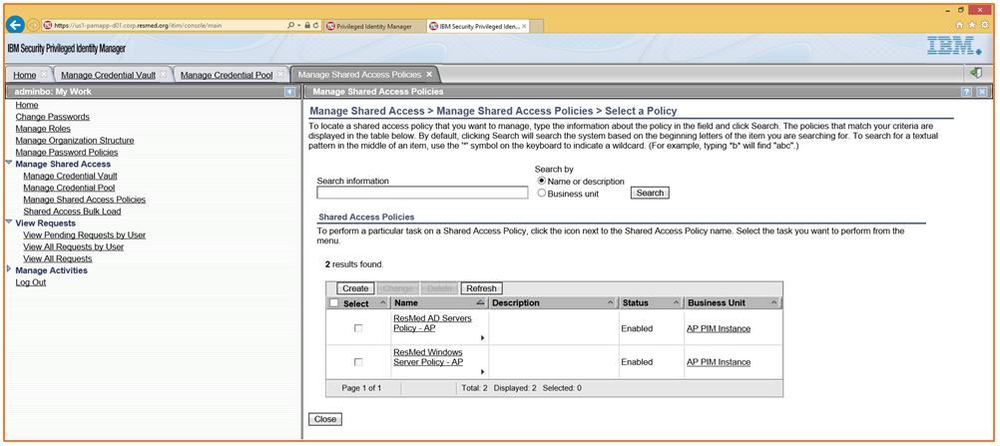 https://us1-pamapp-d01.corp.resmed.org/itim/console/main
Privileged Identity Manager
IBM Security Privileged Iden...
IBM Security Privileged Identity Manager
IBM
Home
Manage Credential Vault
Manage Credential Pool
Manage Shared Access Policies
adminbo: My Work
Manage Shared Access Policies
Home
Change Passwords
Manage Roles
Manage Organization Structure
Manage Password Policies
Manage Shared Access
Manage Credential Vault
Manage Credential Pool
Manage Shared Access Policies
Shared Access Bulk Load
View Requests
View Pending Requests by User
View All Requests by User
View All Requests
Manage Activities
Log Out
Manage Shared Access > Manage Shared Access Policies > Select a Policy
To locate a shared access policy that you want to manage, type the information about the policy in the field and click Search. The policies that match your criteria are
displayed in the table below. By default, clicking Search will search the system based on the beginning letters of the item you are searching for. To search for a textual
pattern in the middle of an item, use the "*" symbol on the keyboard to indicate a wildcard. (For example, typing *b* will find "abc".)
Search by
Search information
Name or description
Business unit
Search
Shared Access Policies
To perform a particular task on a Shared Access Policy, click the icon next to the Shared Access Policy name. Select the task you want to perform from the
menu.
2 results found.
Create Change Delete Refresh
Select Name Description Status Business Unit
ResMed AD Servers
Policy - AP
Enabled
AP PIM Instance
ResMed Windows
Server Policy - AP
Enabled
AP PIM Instance
Page 1 of 1 Total: 2 Displayed: 2 Selected: 0
Close